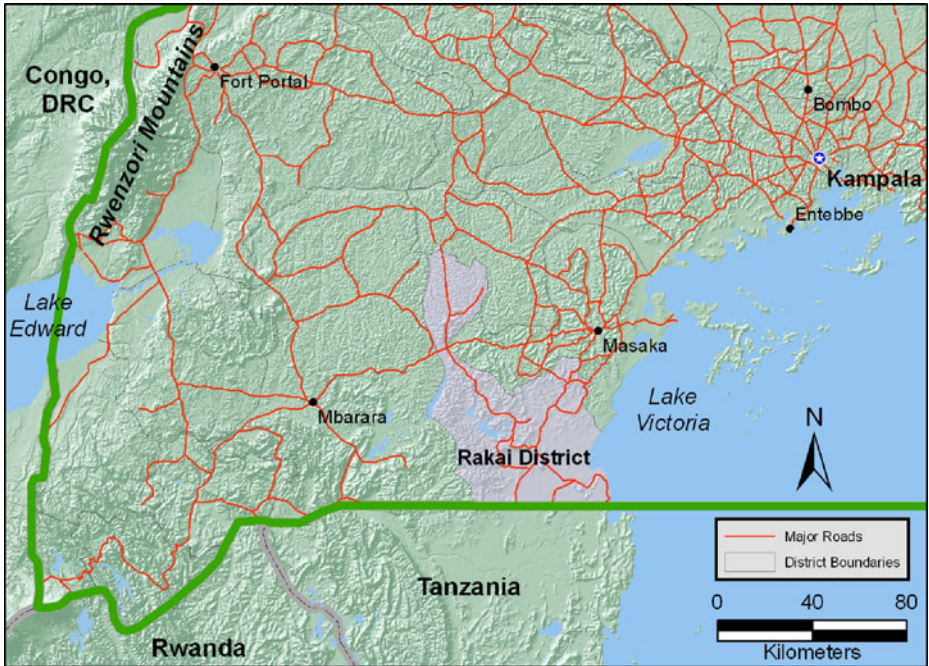 Congo,
DRC
Rwenzori Mountains
Fort Portal
Bombo
Kampala
Entebbe
Lake
Edward
Masaka
Lake
Victoria
Mbarara
N
Rakai District
Major Roads
District Boundaries
Tanzania
0 40 80
Kilometers
Rwanda